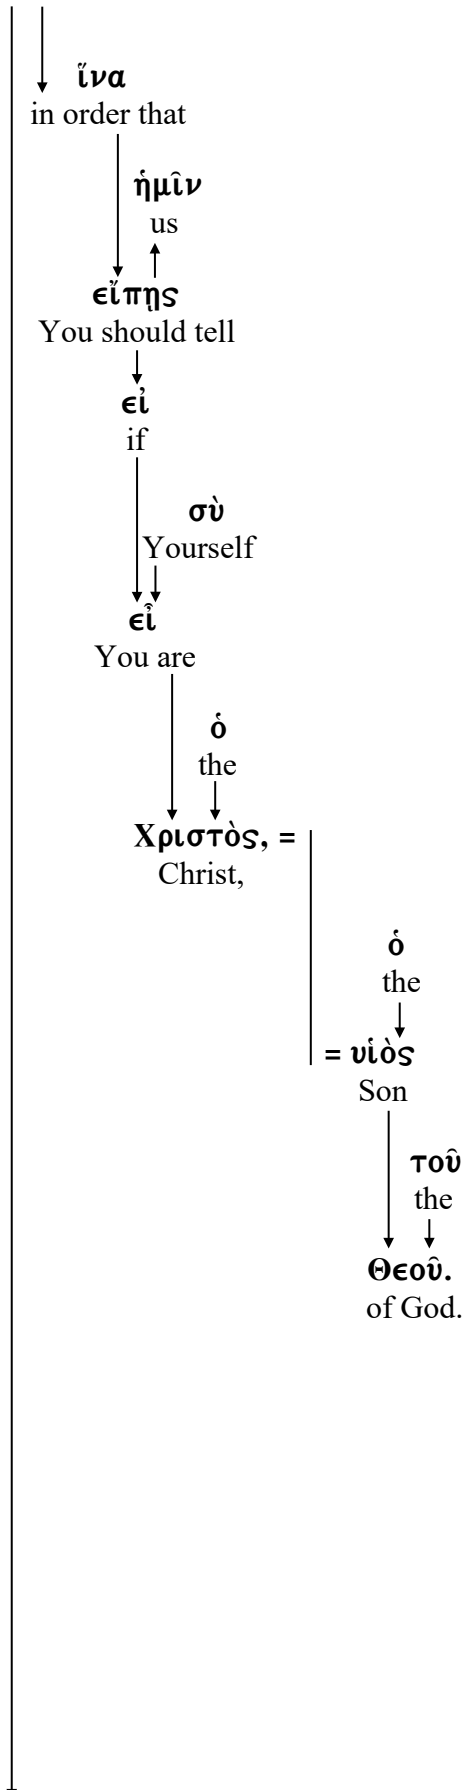 ἵνα
in order that
ἡμῖν
us
εἴπῃς
You should tell
εἰ
if
σὺ
Yourself
εἶ
You are
ὁ
the
Χριστὸς, =
Christ,
ὁ
the
= υἱὸς
Son
τοῦ
the
Θεοῦ.
of God.